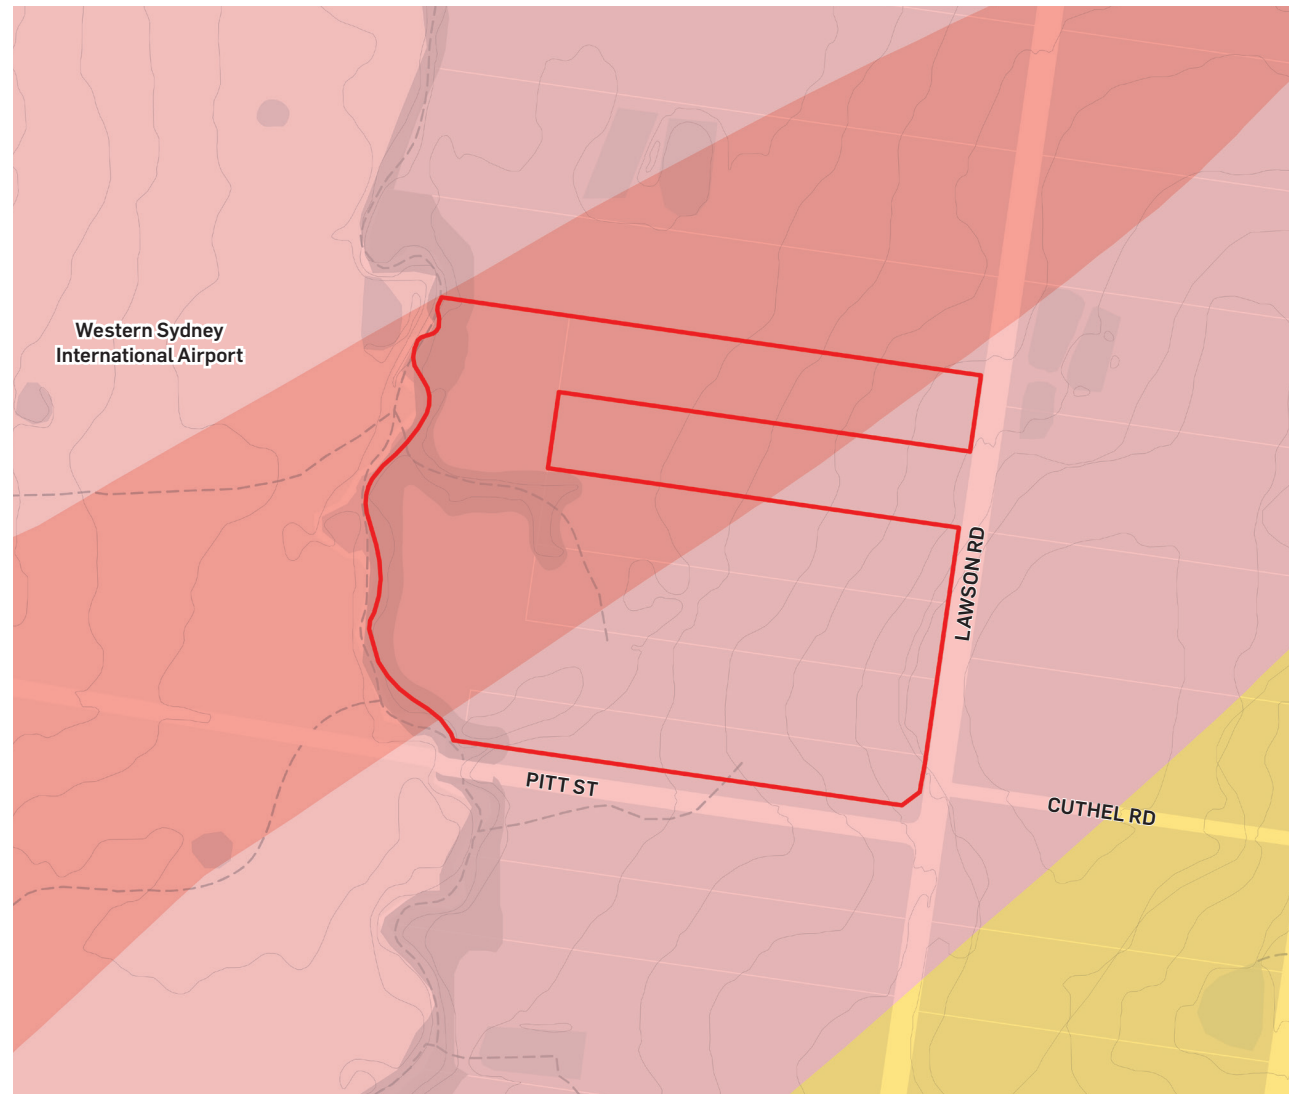 Western Sydney
International Airport
LAWSON RD
PITT ST
CUTHEL RD